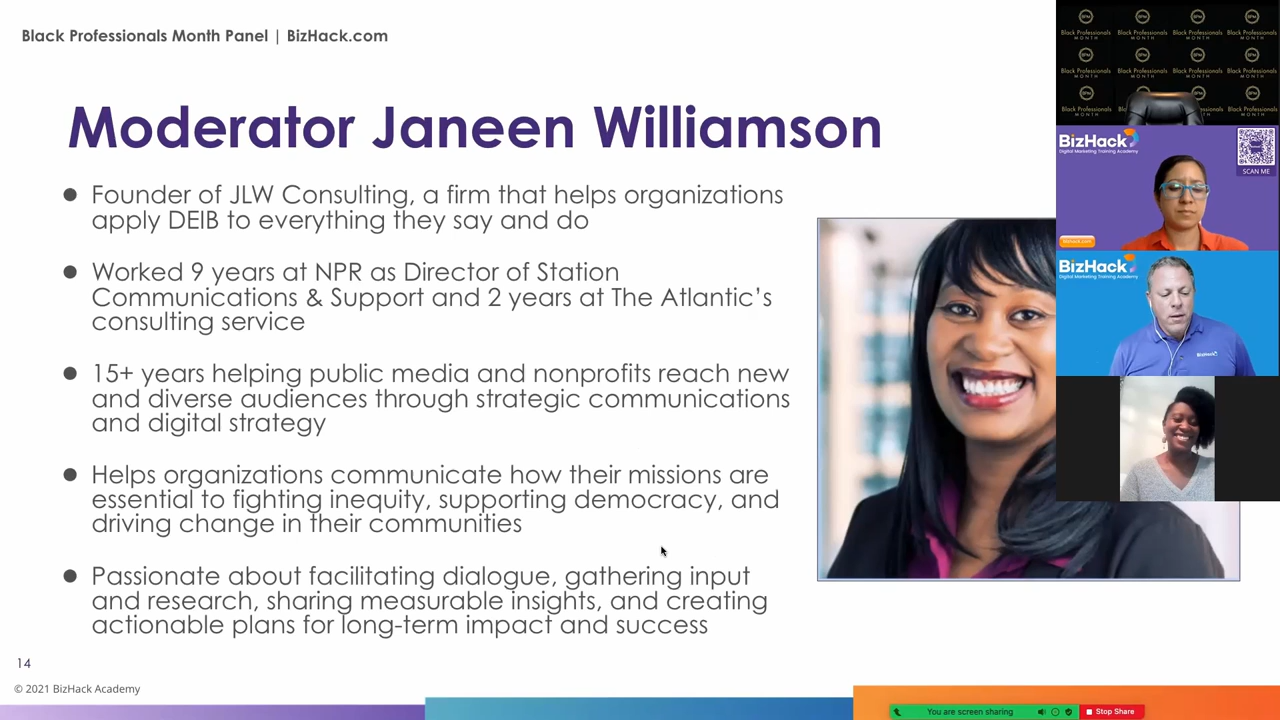 Black Professionals Month Panel | BizHack.com
Moderator Janeen Williamson
● Founder of JLW Consulting, a firm that helps organizations
apply DEIB to everything they say and do
● Worked 9 years at NPR as Director of Station
Communications & Support and 2 years at The Atlantic's
consulting service
● 15+ years helping public media and nonprofits reach new
and diverse audiences through strategic communications
and digital strategy
● Helps organizations communicate how their missions are
essential to fighting inequity, supporting democracy, and
driving change in their communities
● Passionate about facilitating dialogue, gathering input
and research, sharing measurable insights, and creating
actionable plans for long-term impact and success
14
© 2021 BizHack Academy
Black Professionals
MONTH
BizHack
Digital Marketing Training Academy
SCAN ME
BizHack
Digital Marketing Training Academy
BizHack
You are screen sharing
Stop Share